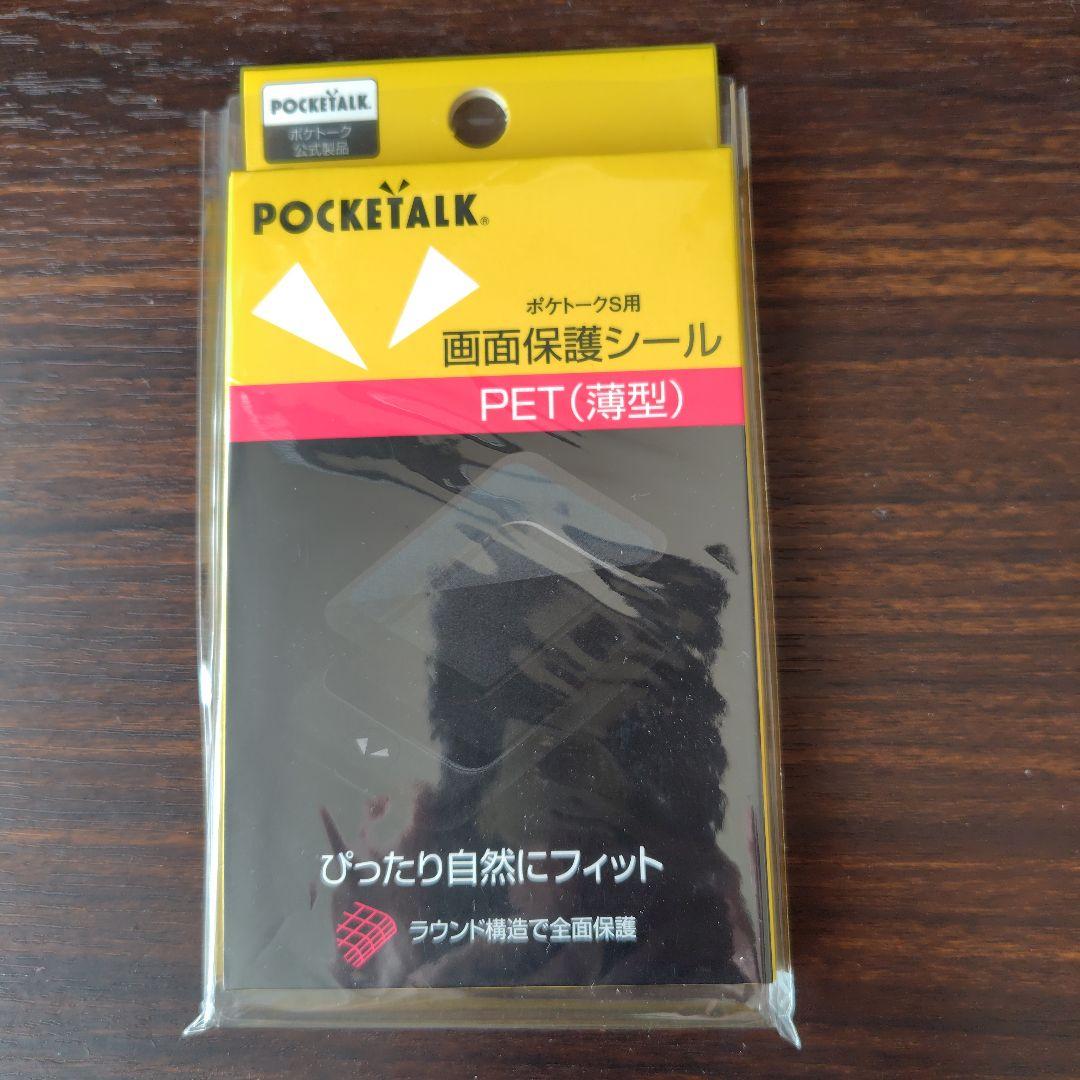 POCKETALK.
ポケトーク
公式製品
POCKETALK®
ポケトークS用
画面保護シール
PET(薄型)
ぴったり自然にフィット
ラウンド構造で全面保護